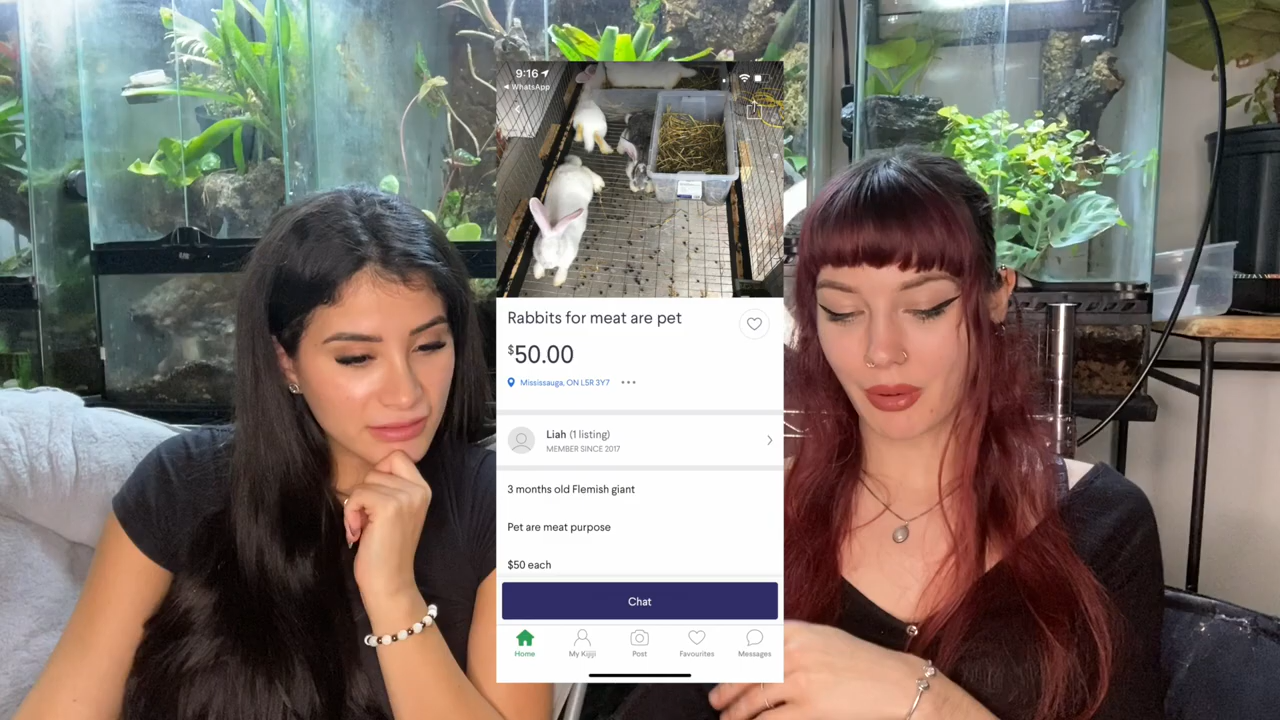 9:16
WhatsApp
Rabbits for meat are pet
$50.00
Mississauga, ON L5R 3Y7
Liah (1 listing)
MEMBER SINCE 2017
3 months old Flemish giant
Pet are meat purpose
$50 each
Chat
Home
My Kijiji
Post
Favourites
Messages